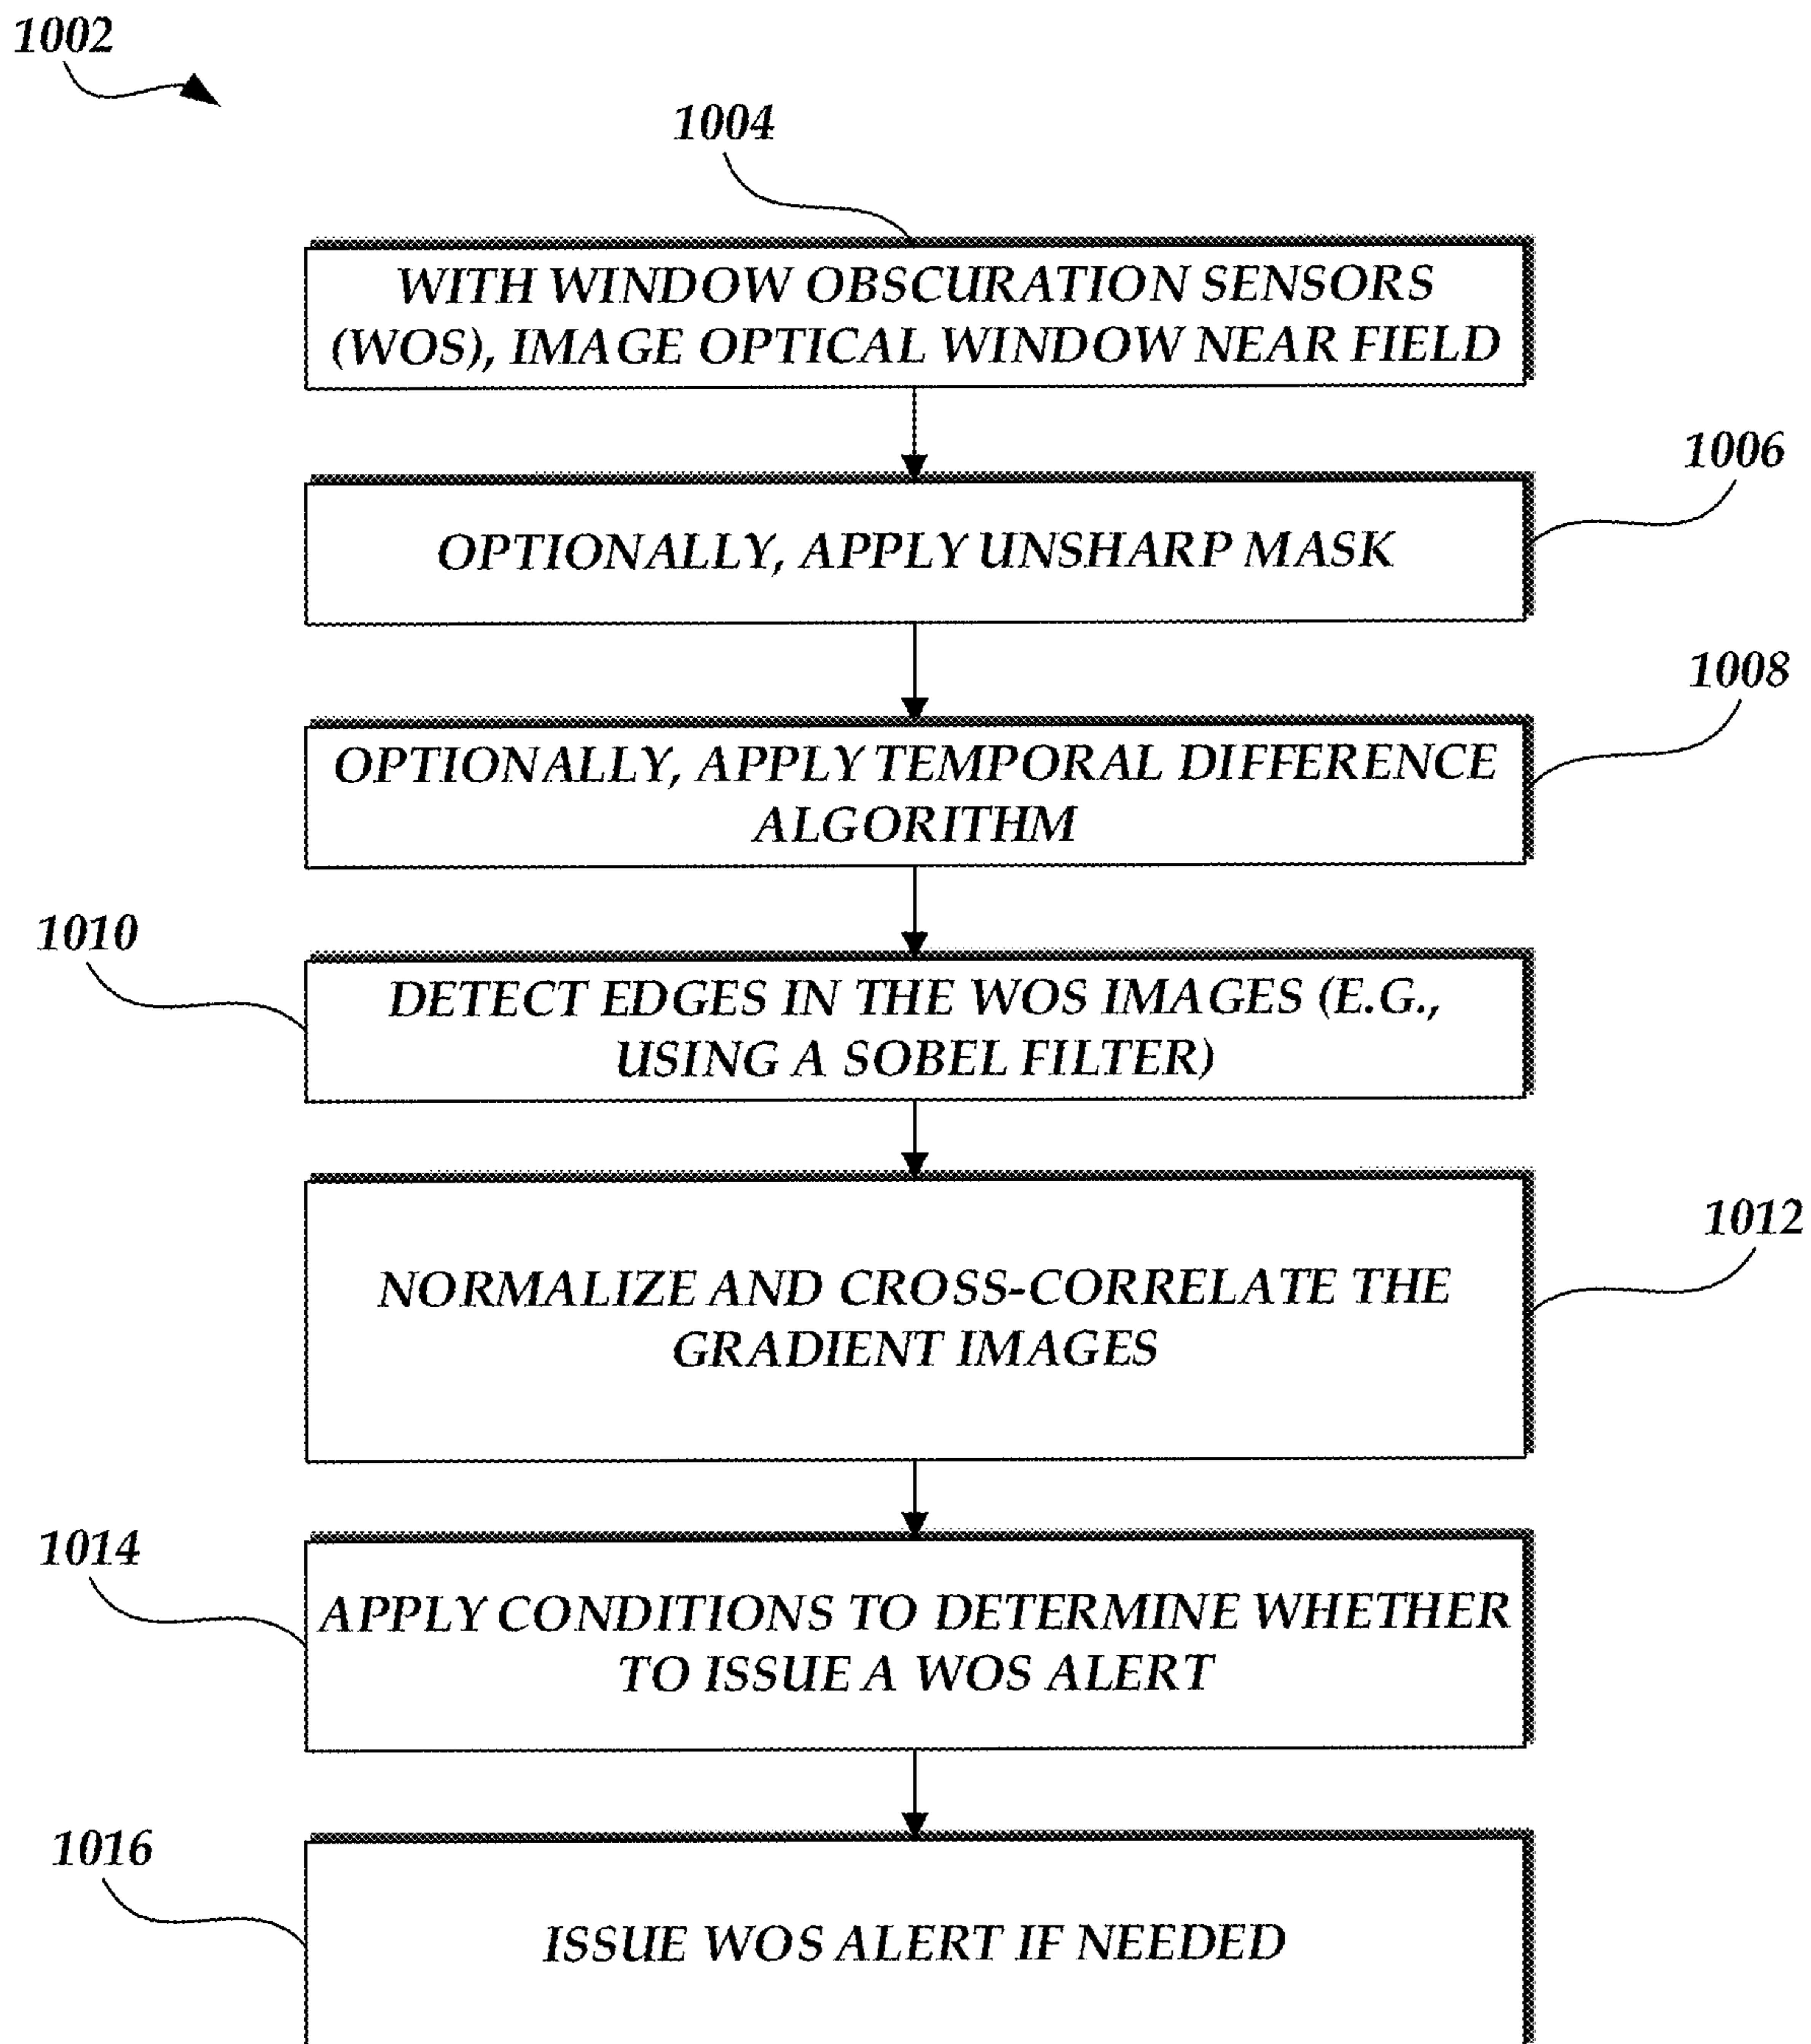 1002
1004
WITH WINDOW OBSCURATION SENSORS
(WOS), IMAGE OPTICAL WINDOW NEAR FIELD
1006
OPTIONALLY, APPLY UNSHARP MASK
1008
OPTIONALLY, APPLY TEMPORAL DIFFERENCE
ALGORITHM
1010
DETECT EDGES IN THE WOS IMAGES (E.G.,
USING A SOBEL FILTER)
1012
NORMALIZE AND CROSS-CORRELATE THE
GRADIENT IMAGES
1014
APPLY CONDITIONS TO DETERMINE WHETHER
TO ISSUE A WOS ALERT
1016
ISSUE WOS ALERT IF NEEDED